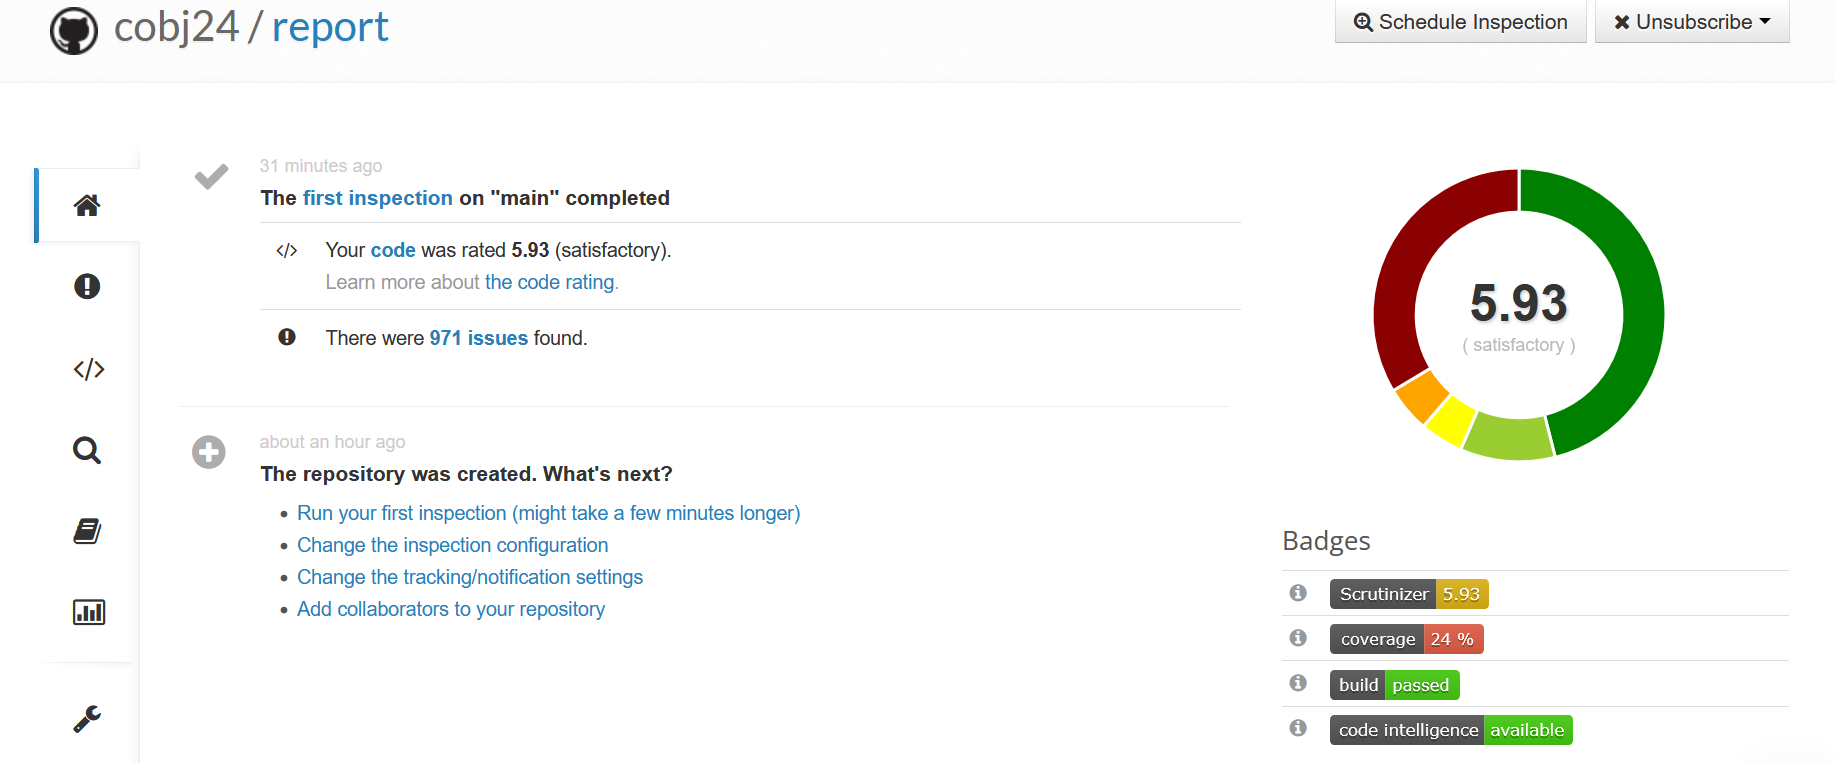 cobj24 / report
Schedule Inspection
Unsubscribe
31 minutes ago
The first inspection on "main" completed
Your code was rated 5.93 (satisfactory).
Learn more about the code rating.
There were 971 issues found.
about an hour ago
The repository was created. What's next?
Run your first inspection (might take a few minutes longer)
Change the inspection configuration
Change the tracking/notification settings
Add collaborators to your repository
5.93
( satisfactory )
Badges
Scrutinizer 5.93
coverage 24 %
build passed
code intelligence available